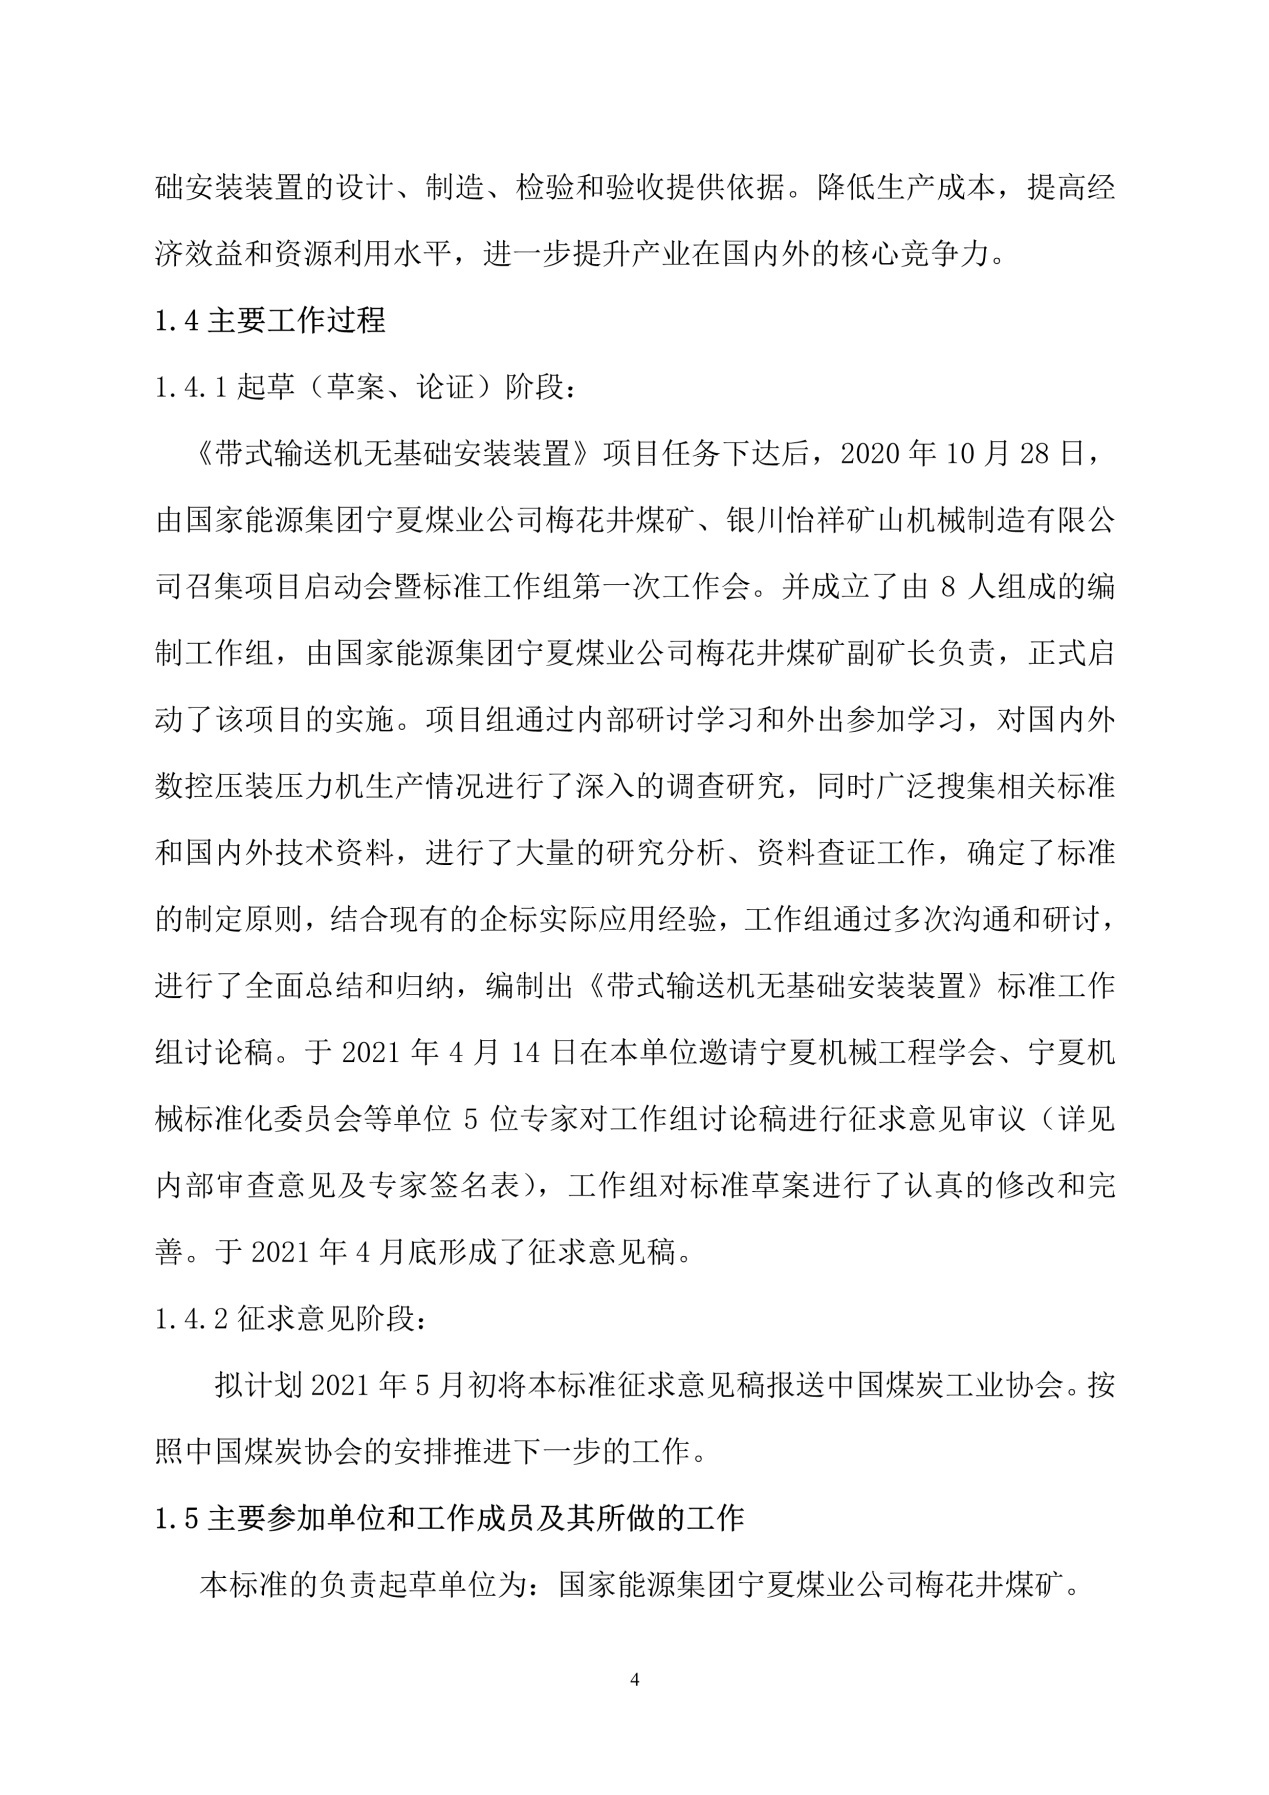 础安装装置的设计、制造、检验和验收提供依据。降低生产成本，提高经
济效益和资源利用水平，进一步提升产业在国内外的核心竞争力。
1.4 主要工作过程
1.4.1 起草（草案、论证）阶段：
《带式输送机无基础安装装置》项目任务下达后，2020 年 10 月 28 日，
由国家能源集团宁夏煤业公司梅花井煤矿、银川怡祥矿山机械制造有限公
司召集项目启动会暨标准工作组第一次工作会。并成立了由 8 人组成的编
制工作组，由国家能源集团宁夏煤业公司梅花井煤矿副矿长负责，正式启
动了该项目的实施。项目组通过内部研讨学习和外出参加学习，对国内外
数控压装压力机生产情况进行了深入的调查研究，同时广泛搜集相关标准
和国内外技术资料，进行了大量的研究分析、资料查证工作，确定了标准
的制定原则，结合现有的企标实际应用经验，工作组通过多次沟通和研讨，
进行了全面总结和归纳，编制出《带式输送机无基础安装装置》标准工作
组讨论稿。于 2021 年 4 月 14 日在本单位邀请宁夏机械工程学会、宁夏机
械标准化委员会等单位 5 位专家对工作组讨论稿进行征求意见审议（详见
内部审查意见及专家签名表），工作组对标准草案进行了认真的修改和完
善。于 2021 年 4 月底形成了征求意见稿。
1.4.2 征求意见阶段：
拟计划 2021 年 5 月初将本标准征求意见稿报送中国煤炭工业协会。按
照中国煤炭协会的安排推进下一步的工作。
1.5 主要参加单位和工作成员及其所做的工作
本标准的负责起草单位为：国家能源集团宁夏煤业公司梅花井煤矿。
4